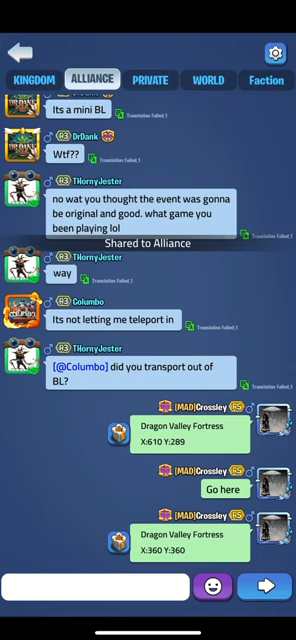 KINGDOM
ALLIANCE
PRIVATE
WORLD
Faction
Its a mini BL
Translation Failed_1
R3 DrDank
Wtf??
Translation Failed_1
R3 THornyJester
no wat you thought the event was gonna
be original and good. what game you
been playing lol
Translation Failed_1
Shared to Alliance
R3 THornyJester
way
Translation Failed_1
R3 Columbo
Its not letting me teleport in
Translation Failed_1
R3 THornyJester
[@Columbo] did you transport out of
BL?
Translation Failed_1
[MAD]Crossley R5
Dragon Valley Fortress
X:610 Y:289
[MAD]Crossley R5
Go here
[MAD]Crossley R5
Dragon Valley Fortress
X:360 Y:360